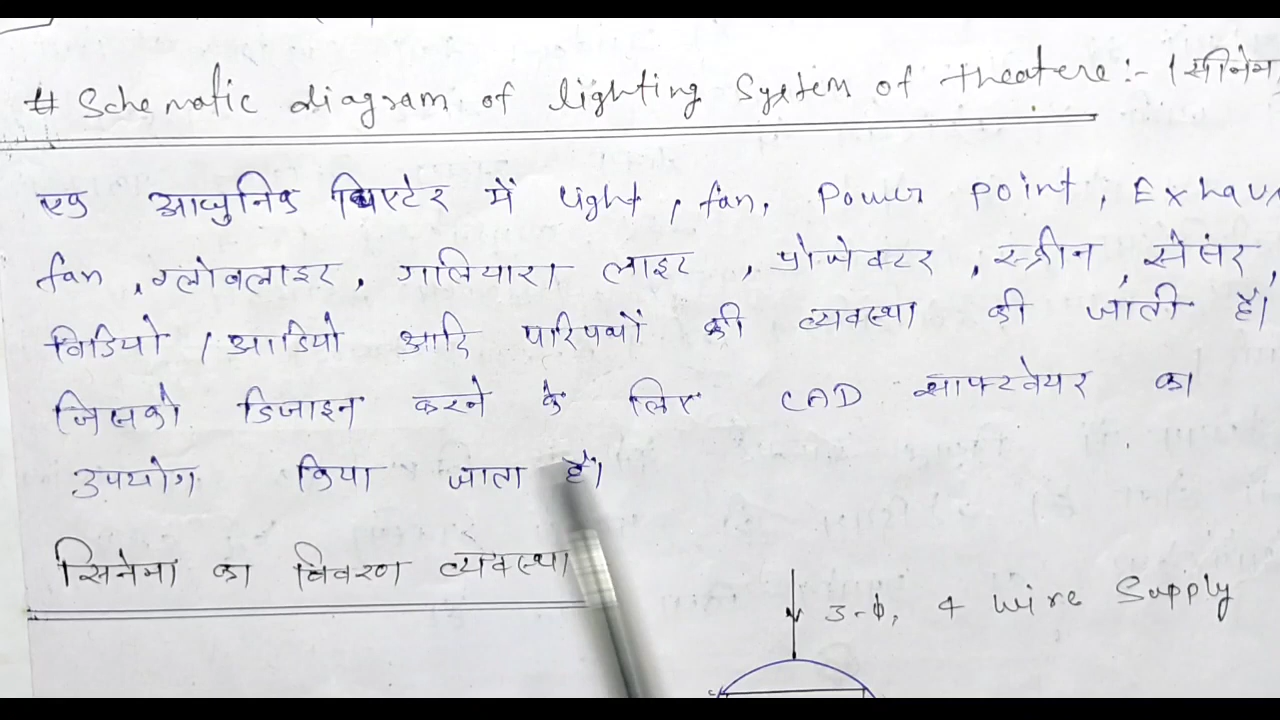 # Schematic diagram of lighting System of theatere:- (सीनेम
एक आधुनिक थिएटर में light, fan, Power point, Exhau
fan, ग्लोबलाइट, गलियारा लाइट, प्रोजेक्टर, स्क्रीन, सेंसर,
विडियो / आडियो आदि परिपथों की व्यवस्था की जाती है।
जिसको डिजाइन करने के लिए CAD साफ्टवेयर का
उपयोग किया जाता है।
सिनेमा का विवरण व्यवस्था
3-ϕ, 4 Wire Supply